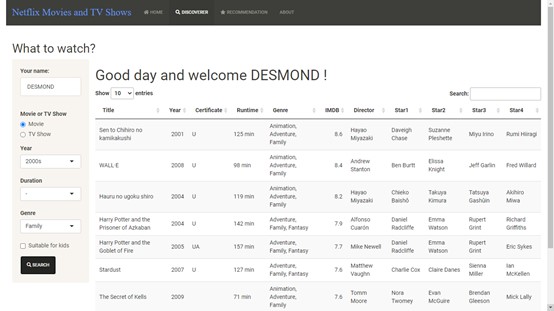 Netflix Movies and TV Shows HOME DISCOVERER RECOMMENDATION ABOUT
What to watch?
Your name:
DESMOND
Movie or TV Show
Movie
TV Show
Year
2000s
Duration
-
Genre
Family
Suitable for kids
SEARCH
Good day and welcome DESMOND !
Show 10 entries Search:
Title Year Certificate Runtime Genre IMDB Director Star1 Star2 Star3 Star4
Sen to Chihiro no kamikakushi 2001 U 125 min Animation, Adventure, Family 8.6 Hayao Miyazaki Daveigh Chase Suzanne Pleshette Miyu Irino Rumi Hiiragi
WALL·E 2008 U 98 min Animation, Adventure, Family 8.4 Andrew Stanton Ben Burtt Elissa Knight Jeff Garlin Fred Willard
Hauru no ugoku shiro 2004 U 119 min Animation, Adventure, Family 8.2 Hayao Miyazaki Chieko Baishô Takuya Kimura Tatsuya Gashûin Akihiro Miwa
Harry Potter and the Prisoner of Azkaban 2004 U 142 min Adventure, Family, Fantasy 7.9 Alfonso Cuarón Daniel Radcliffe Emma Watson Rupert Grint Richard Griffiths
Harry Potter and the Goblet of Fire 2005 UA 157 min Adventure, Family, Fantasy 7.7 Mike Newell Daniel Radcliffe Emma Watson Rupert Grint Eric Sykes
Stardust 2007 U 127 min Adventure, Family, Fantasy 7.6 Matthew Vaughn Charlie Cox Claire Danes Sienna Miller Ian McKellen
The Secret of Kells 2009 71 min Animation, Adventure, Family 7.6 Tomm Moore Nora Twomey Evan McGuire Brendan Gleeson Mick Lally